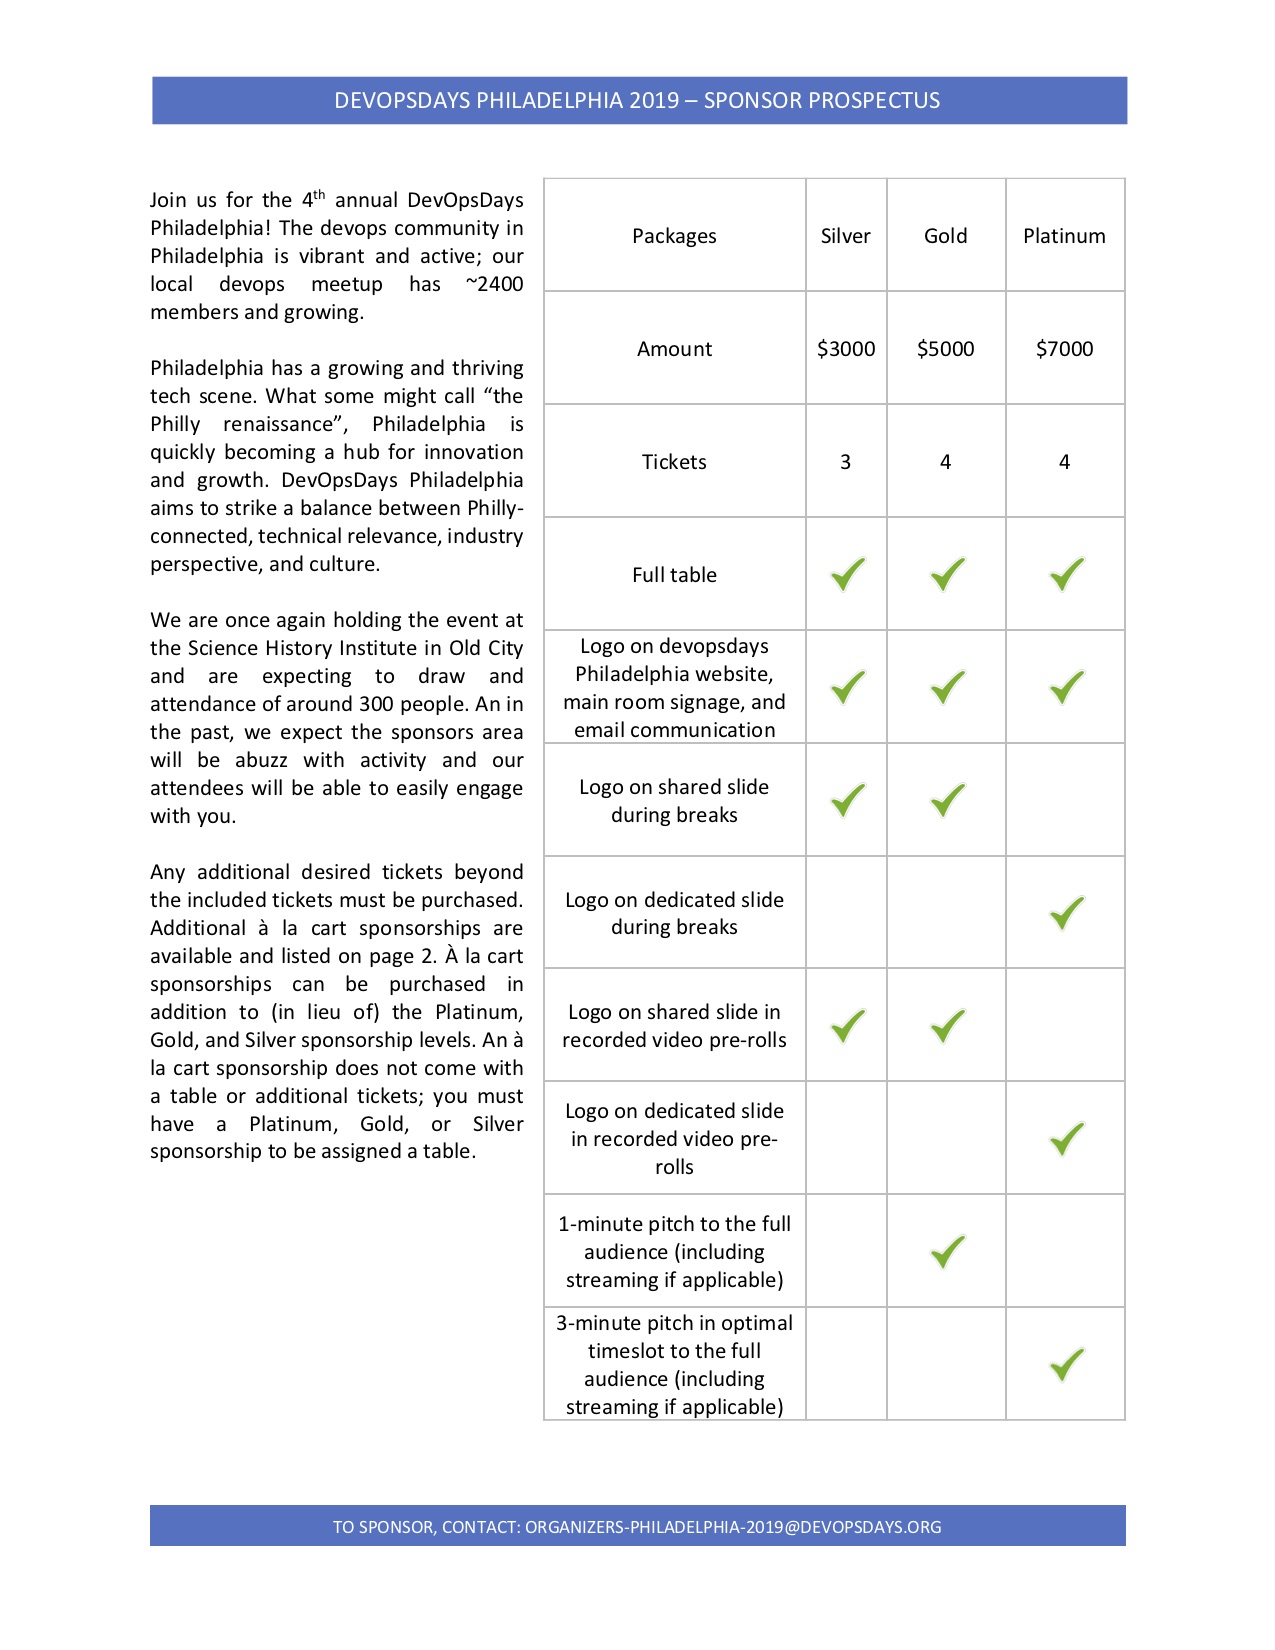 DEVOPSDAYS PHILADELPHIA 2019 – SPONSOR PROSPECTUS
Join us for the 4th annual DevOpsDays
Philadelphia! The devops community in
Philadelphia is vibrant and active; our
local devops meetup has ~2400
members and growing.
Philadelphia has a growing and thriving
tech scene. What some might call “the
Philly renaissance”, Philadelphia is
quickly becoming a hub for innovation
and growth. DevOpsDays Philadelphia
aims to strike a balance between Philly-
connected, technical relevance, industry
perspective, and culture.
We are once again holding the event at
the Science History Institute in Old City
and are expecting to draw and
attendance of around 300 people. An in
the past, we expect the sponsors area
will be abuzz with activity and our
attendees will be able to easily engage
with you.
Any additional desired tickets beyond
the included tickets must be purchased.
Additional à la cart sponsorships are
available and listed on page 2. À la cart
sponsorships can be purchased in
addition to (in lieu of) the Platinum,
Gold, and Silver sponsorship levels. An à
la cart sponsorship does not come with
a table or additional tickets; you must
have a Platinum, Gold, or Silver
sponsorship to be assigned a table.
Packages Silver Gold Platinum
Amount $3000 $5000 $7000
Tickets 3 4 4
Full table
Logo on devopsdays
Philadelphia website,
main room signage, and
email communication
Logo on shared slide
during breaks
Logo on dedicated slide
during breaks
Logo on shared slide in
recorded video pre-rolls
Logo on dedicated slide
in recorded video pre-
rolls
1-minute pitch to the full
audience (including
streaming if applicable)
3-minute pitch in optimal
timeslot to the full
audience (including
streaming if applicable)
TO SPONSOR, CONTACT: ORGANIZERS-PHILADELPHIA-2019@DEVOPSDAYS.ORG